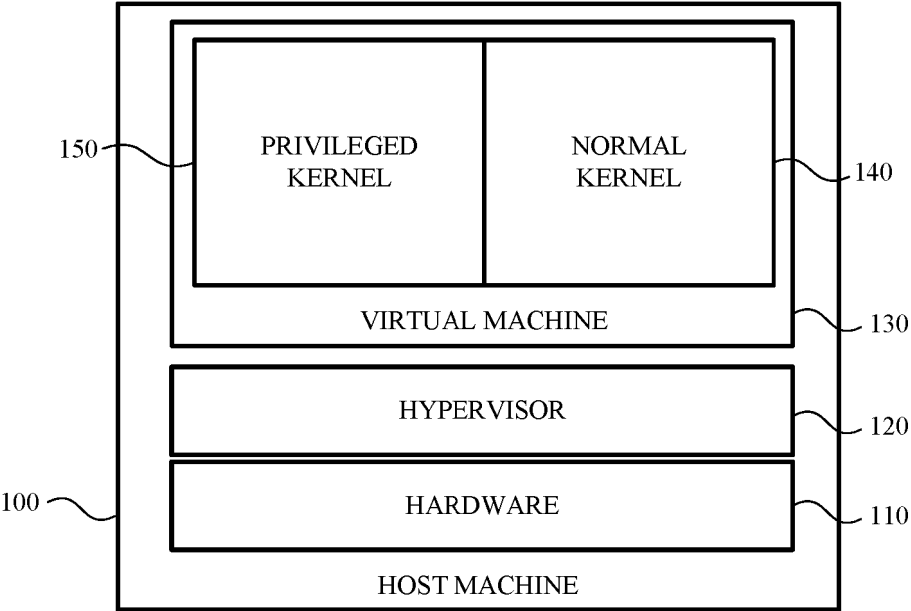 150
PRIVILEGED
KERNEL
NORMAL
KERNEL
140
VIRTUAL MACHINE
130
HYPERVISOR
120
100
HARDWARE
110
HOST MACHINE